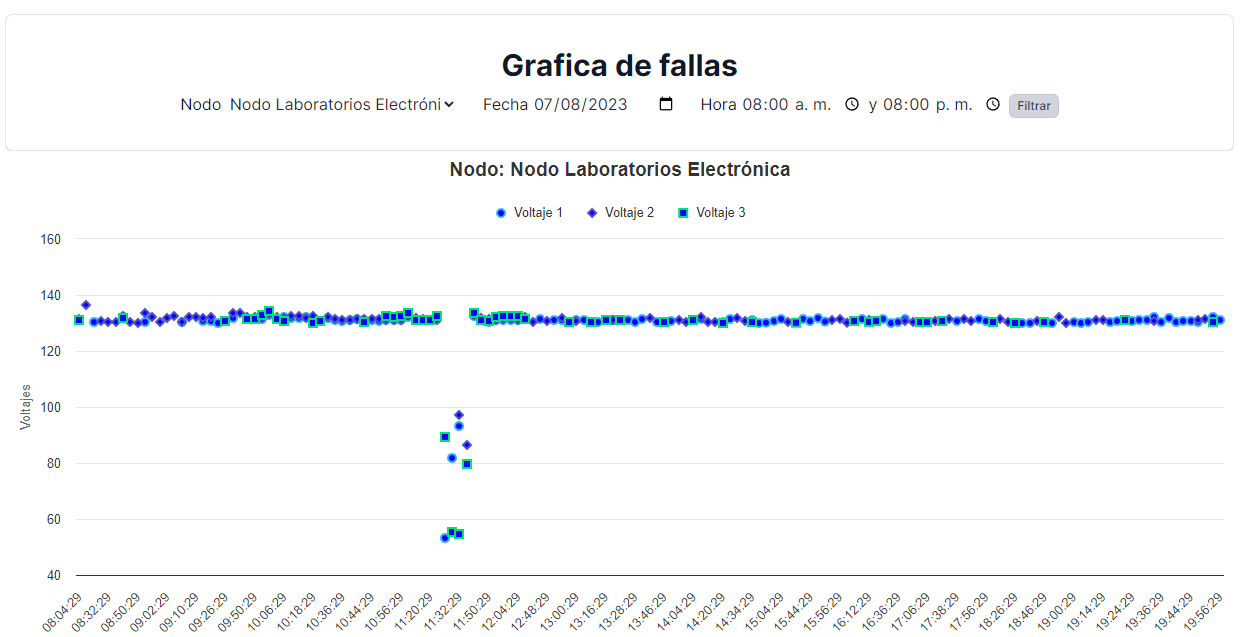 Grafica de fallas
Nodo Nodo Laboratorios Electróni Fecha 07/08/2023 Hora 08:00 a. m. y 08:00 p. m. Filtrar
Nodo: Nodo Laboratorios Electrónica
Voltaje 1 Voltaje 2 Voltaje 3
160
140
120
100
80
60
40
Voltajes
08:04:29 08:32:29 08:50:29 09:02:29 09:10:29 09:26:29 09:50:29 10:06:29 10:18:29 10:36:29 10:44:29 10:56:29 11:20:29 11:32:29 11:50:29 12:04:29 12:48:29 13:00:29 13:16:29 13:28:29 13:46:29 14:04:29 14:20:29 14:34:29 15:04:29 15:44:29 15:56:29 16:12:29 16:36:29 17:06:29 17:38:29 17:56:29 18:26:29 18:46:29 19:00:29 19:14:29 19:24:29 19:36:29 19:44:29 19:56:29